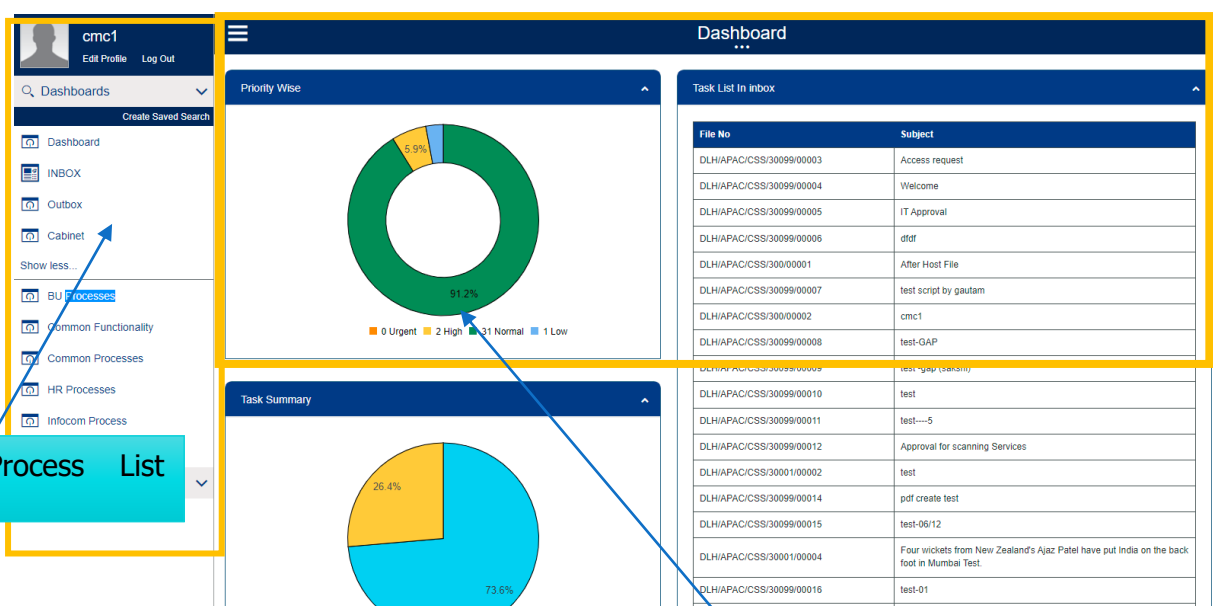 cmc1
Edit Profile Log Out
Dashboards
Create Saved Search
Dashboard
INBOX
Outbox
Cabinet
Show less...
BU Processes
Common Functionality
Common Processes
HR Processes
Infocom Process
Process List
Dashboard
Priority Wise
5.9%
91.2%
0 Urgent 2 High 31 Normal 1 Low
Task Summary
26.4%
73.6%
Task List In inbox
File No Subject
DLH/APAC/CSS/30099/00003 Access request
DLH/APAC/CSS/30099/00004 Welcome
DLH/APAC/CSS/30099/00005 IT Approval
DLH/APAC/CSS/30099/00006 dfdf
DLH/APAC/CSS/300/00001 After Host File
DLH/APAC/CSS/30099/00007 test script by gautam
DLH/APAC/CSS/300/00002 cmc1
DLH/APAC/CSS/30099/00008 test-GAP
DLH/APAC/CSS/30099/00009 test -gap (sakshi)
DLH/APAC/CSS/30099/00010 test
DLH/APAC/CSS/30099/00011 test----5
DLH/APAC/CSS/30099/00012 Approval for scanning Services
DLH/APAC/CSS/30001/00002 test
DLH/APAC/CSS/30099/00014 pdf create test
DLH/APAC/CSS/30099/00015 test-06/12
DLH/APAC/CSS/30001/00004 Four wickets from New Zealand's Ajaz Patel have put India on the back
foot in Mumbai Test.
DLH/APAC/CSS/30099/00016 test-01